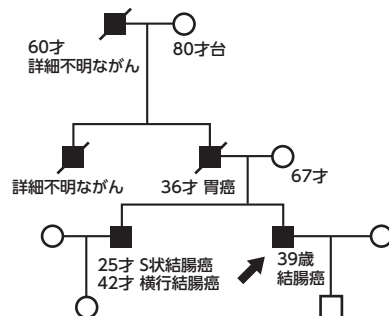 60才
詳細不明ながん
80才台
詳細不明ながん
36才 胃癌
67才
25才 S状結腸癌
42才 横行結腸癌
39歳
結腸癌